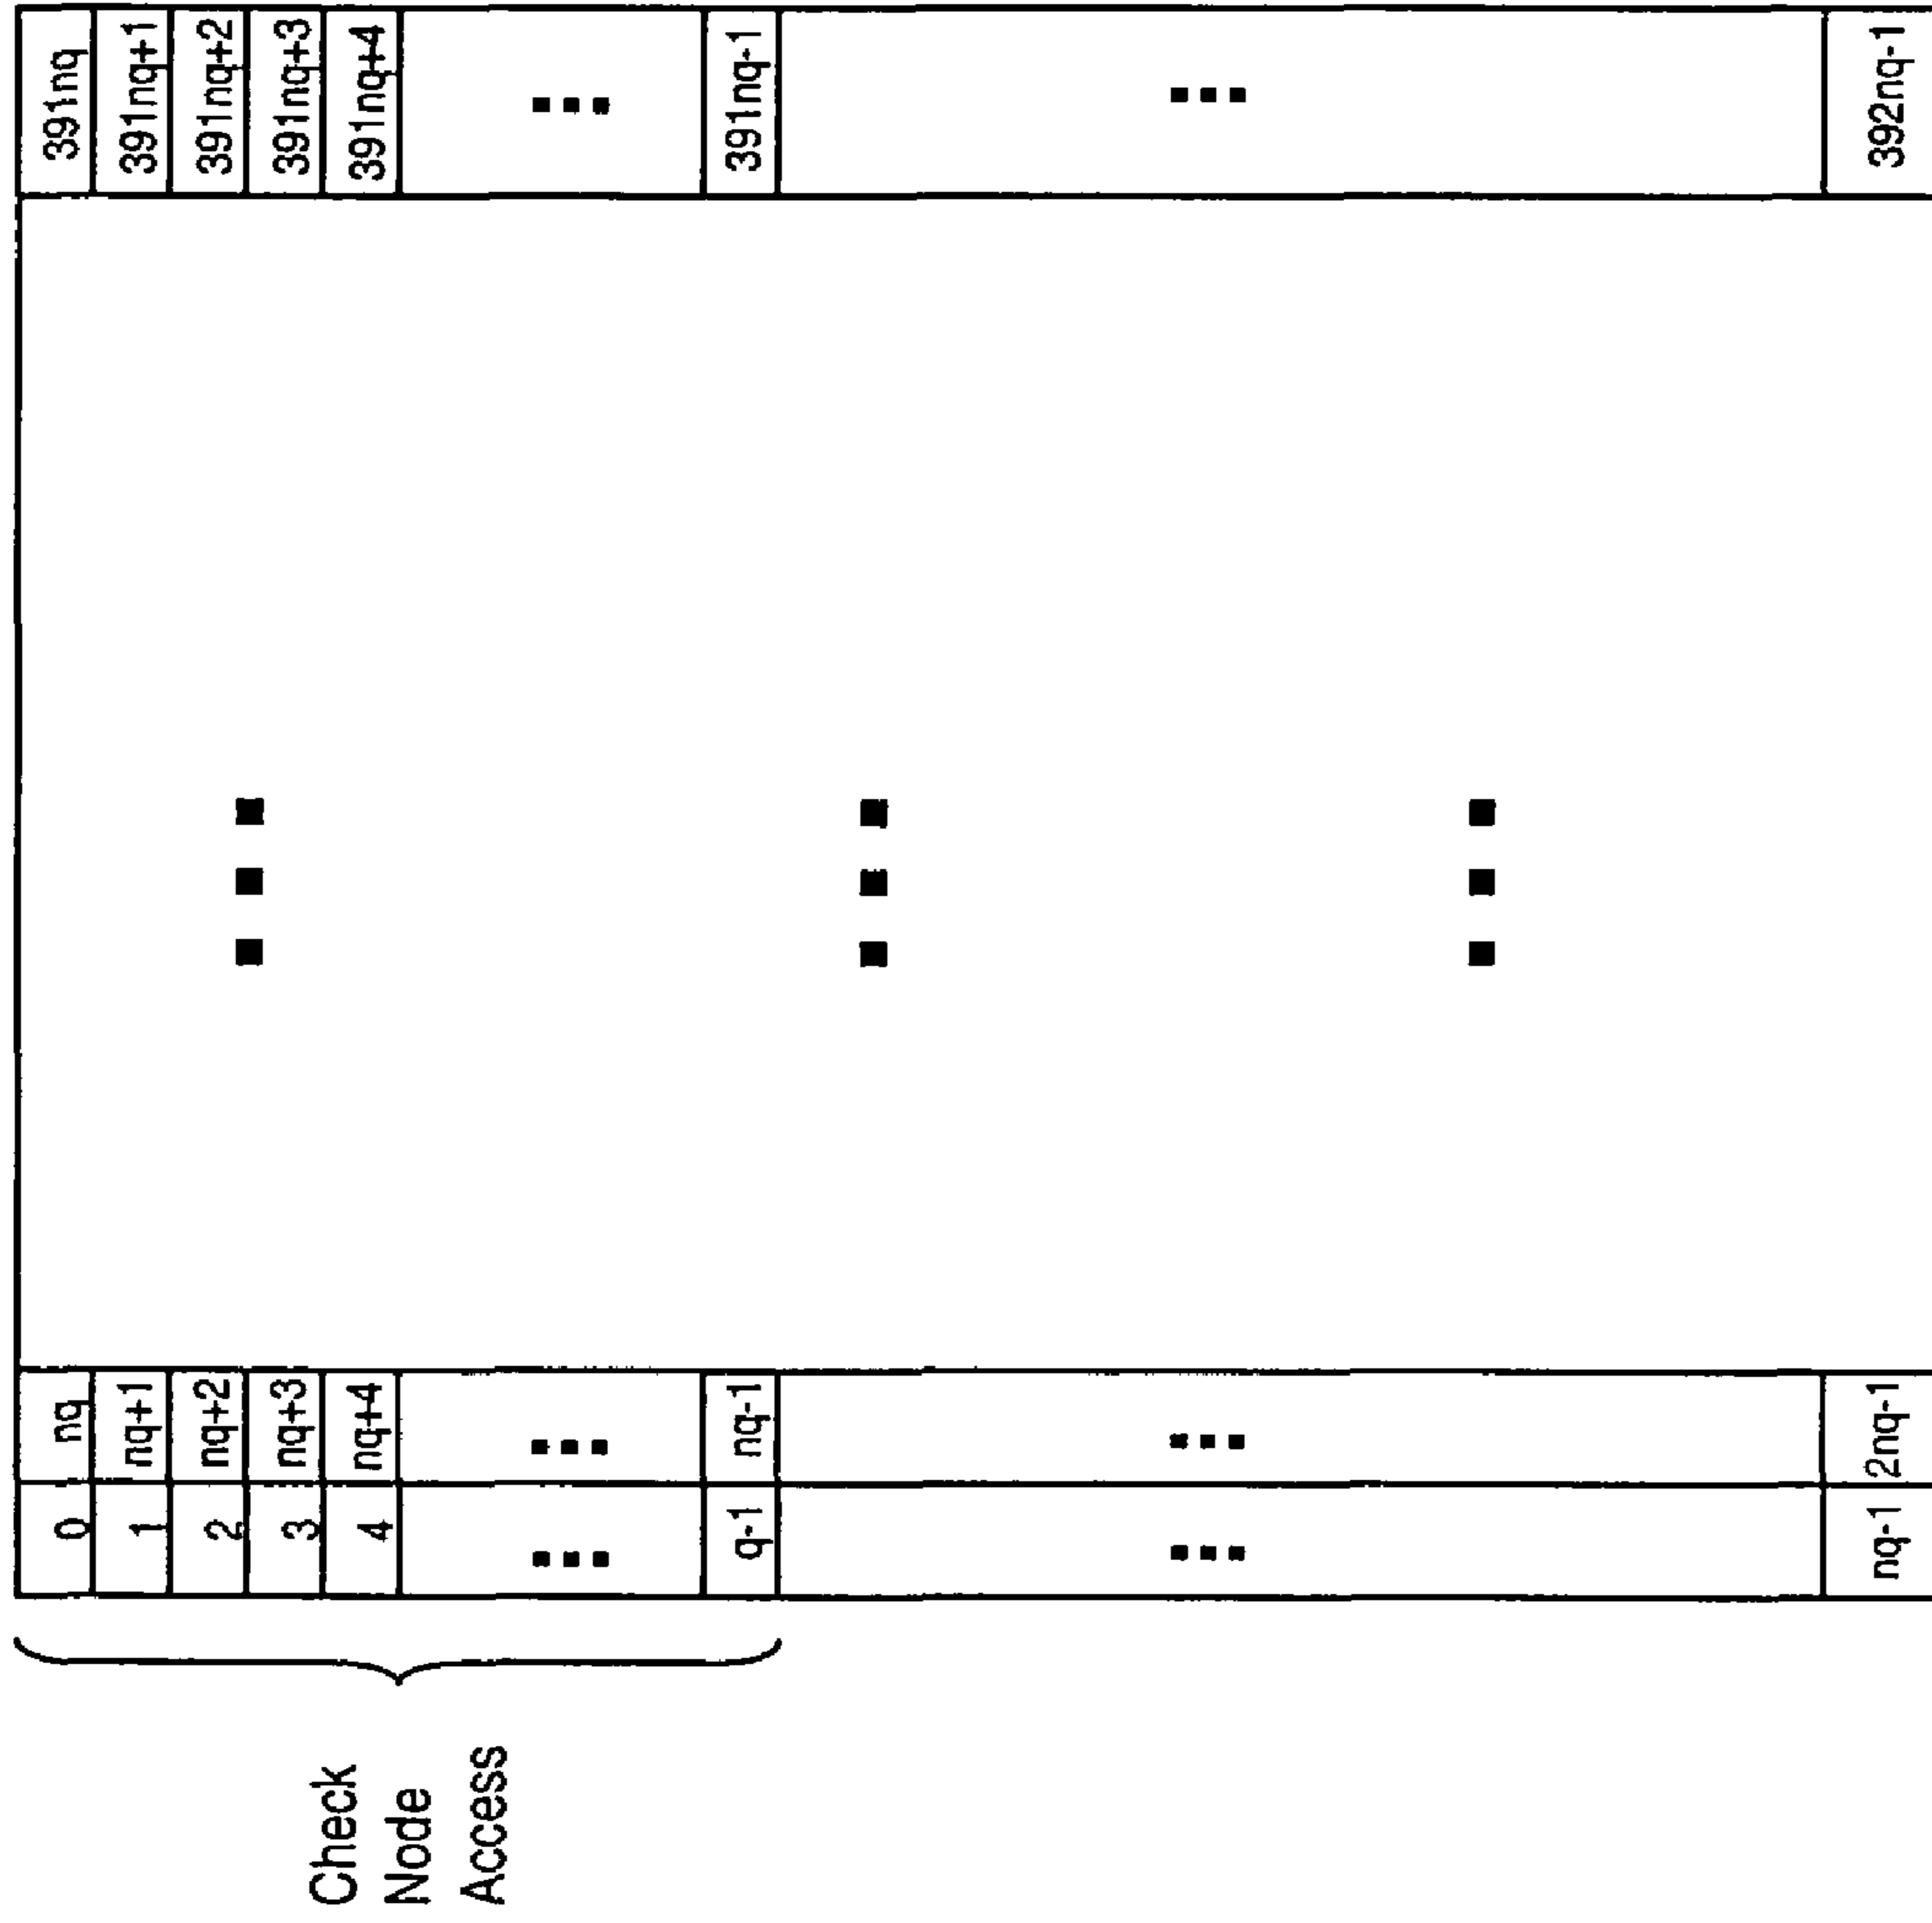 Check
Node
Access
0 nq 391nq
1 nq+1 391nq+1
2 nq+2 391nq+2
3 nq+3 391nq+3
4 nq+4 391nq+4
q-1 nq-1 391nq-1
nq-1 2nq-1 392nq-1